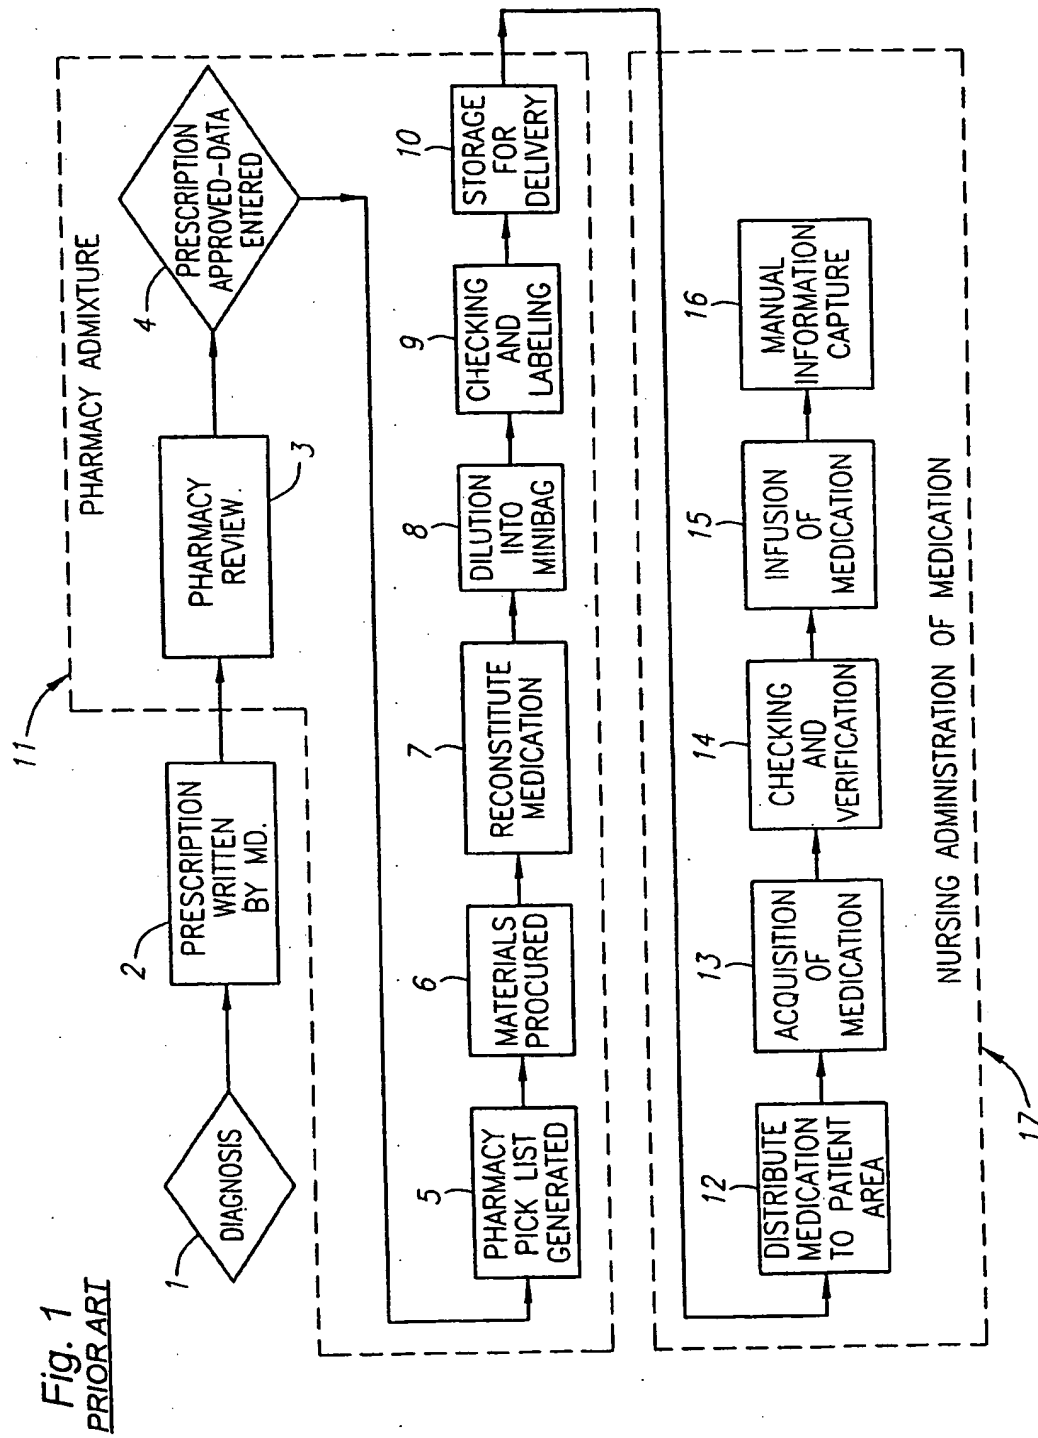 Fig. 1
PRIOR ART
1
DIAGNOSIS
2
PRESCRIPTION
WRITTEN
BY MD.
11
PHARMACY ADMIXTURE
PHARMACY
REVIEW.
3
4
PRESCRIPTION
APPROVED-DATA
ENTERED
5
PHARMACY
PICK LIST
GENERATED
6
MATERIALS
PROCURED
7
RECONSTITUTE
MEDICATION
8
DILUTION
INTO
MINIBAG
9
CHECKING
AND
LABELING
10
STORAGE
FOR
DELIVERY
12
DISTRIBUTE
MEDICATION
TO PATIENT
AREA
13
ACQUISITION
OF
MEDICATION
14
CHECKING
AND
VERIFICATION
15
INFUSION
OF
MEDICATION
16
MANUAL
INFORMATION
CAPTURE
NURSING ADMINISTRATION OF MEDICATION
17